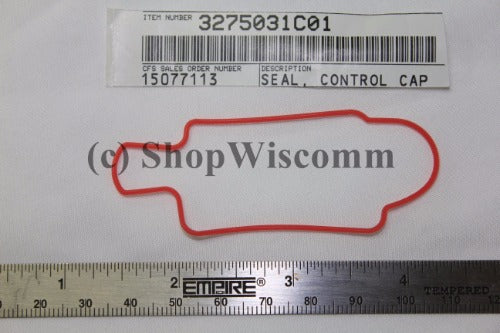 ITEM NUMBER 3275031C01
CFS SALES ORDER NUMBER DESCRIPTION
15077113 SEAL, CONTROL CAP
(c) ShopWiscomm
1 2 3 4
EMPIRE® TEMPERED
10 20 30 40 50 60 70 80 90 100 110